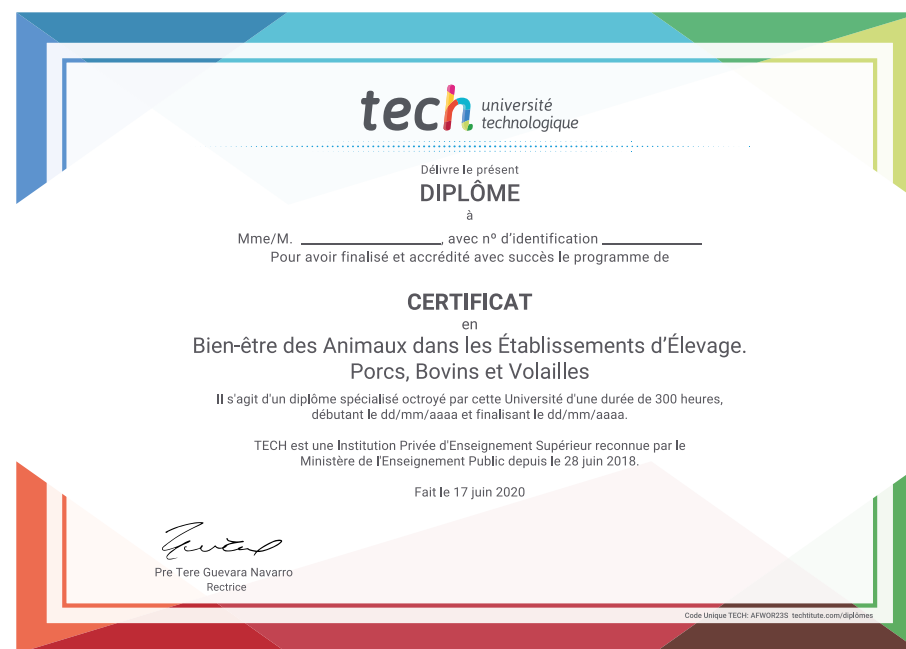 tech université
technologique
Délivre le présent
DIPLÔME
à
Mme/M. ____________________, avec nº d'identification ______________
Pour avoir finalisé et accrédité avec succès le programme de
CERTIFICAT
en
Bien-être des Animaux dans les Établissements d'Élevage.
Porcs, Bovins et Volailles
Il s'agit d'un diplôme spécialisé octroyé par cette Université d'une durée de 300 heures,
débutant le dd/mm/aaaa et finalisant le dd/mm/aaaa.
TECH est une Institution Privée d'Enseignement Supérieur reconnue par le
Ministère de l'Enseignement Public depuis le 28 juin 2018.
Fait le 17 juin 2020
Pre Tere Guevara Navarro
Rectrice
Code Unique TECH: AFWOR23S techtitute.com/diplômes